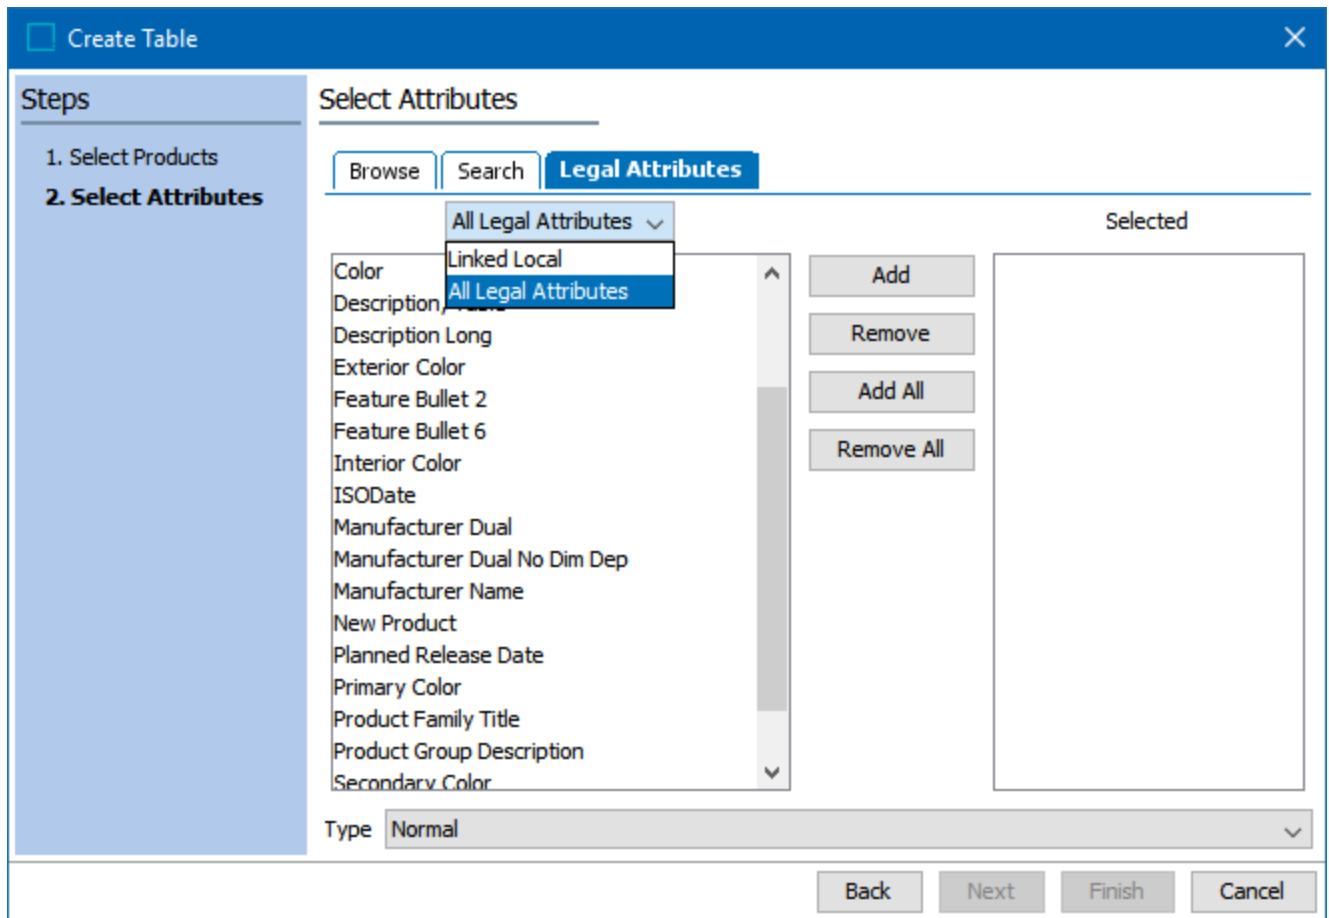 Create Table
Steps
1. Select Products
2. Select Attributes
Select Attributes
Browse
Search
Legal Attributes
All Legal Attributes
Linked Local
All Legal Attributes
Selected
Color
Description,
Description Long
Exterior Color
Feature Bullet 2
Feature Bullet 6
Interior Color
ISODate
Manufacturer Dual
Manufacturer Dual No Dim Dep
Manufacturer Name
New Product
Planned Release Date
Primary Color
Product Family Title
Product Group Description
Secondary Color
Add
Remove
Add All
Remove All
Type
Normal
Back
Next
Finish
Cancel